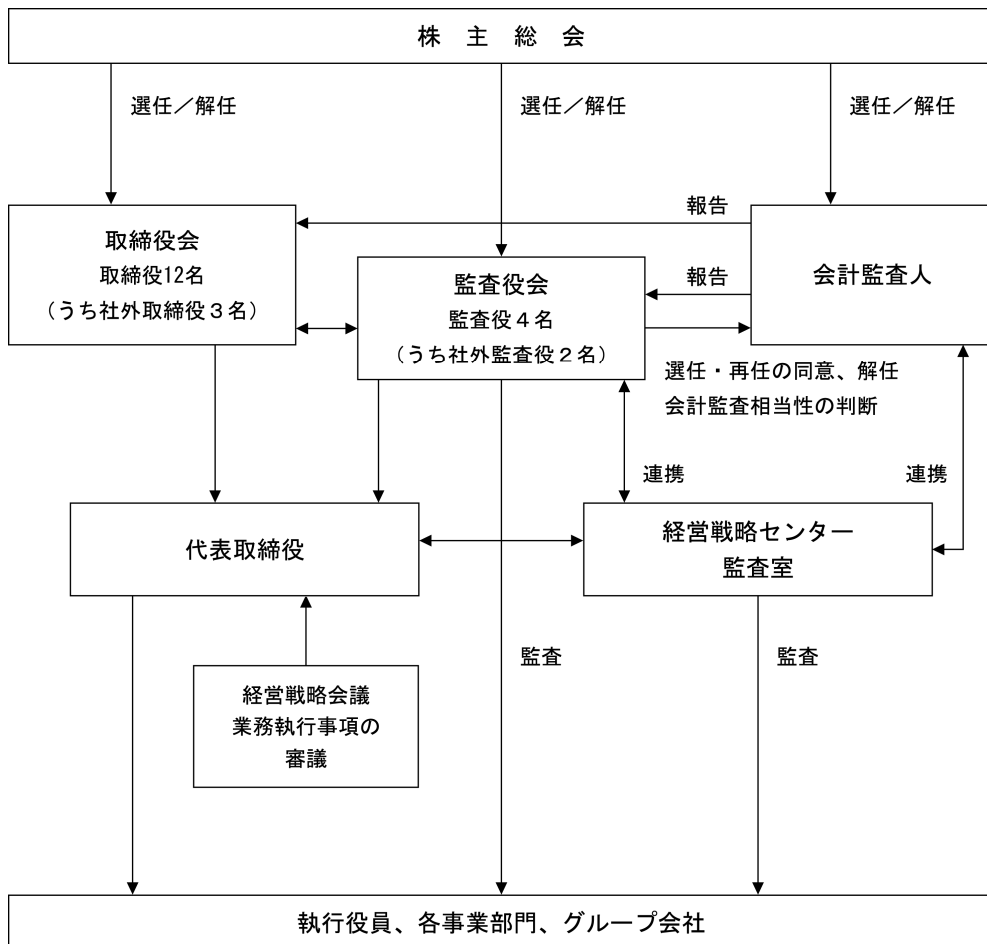 株主総会
選任／解任
選任／解任
選任／解任
取締役会
取締役12名
（うち社外取締役３名）
報告
会計監査人
監査役会
監査役４名
（うち社外監査役２名）
報告
選任・再任の同意、解任
会計監査相当性の判断
連携
連携
代表取締役
経営戦略センター
監査室
監査
監査
経営戦略会議
業務執行事項の
審議
執行役員、各事業部門、グループ会社